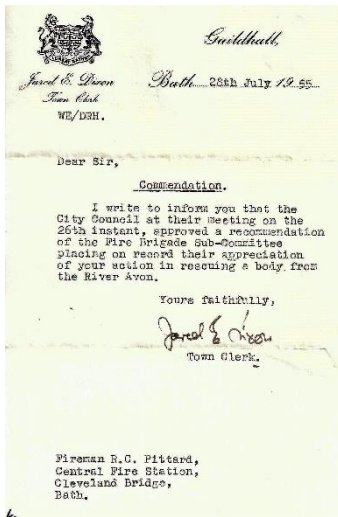 Guildhall,
Jared E. Dixon
Town Clerk
Bath 28th July 1955
WE/DRH.
Dear Sir,
Commendation.
I write to inform you that the
City Council at their meeting on the
26th instant, approved a recommendation
of the Fire Brigade Sub-Committee
placing on record their appreciation
of your action in rescuing a body from
the River Avon.
Yours faithfully,
Jared E Dixon
Town Clerk.
Fireman R.C. Pittard,
Central Fire Station,
Cleveland Bridge,
Bath.